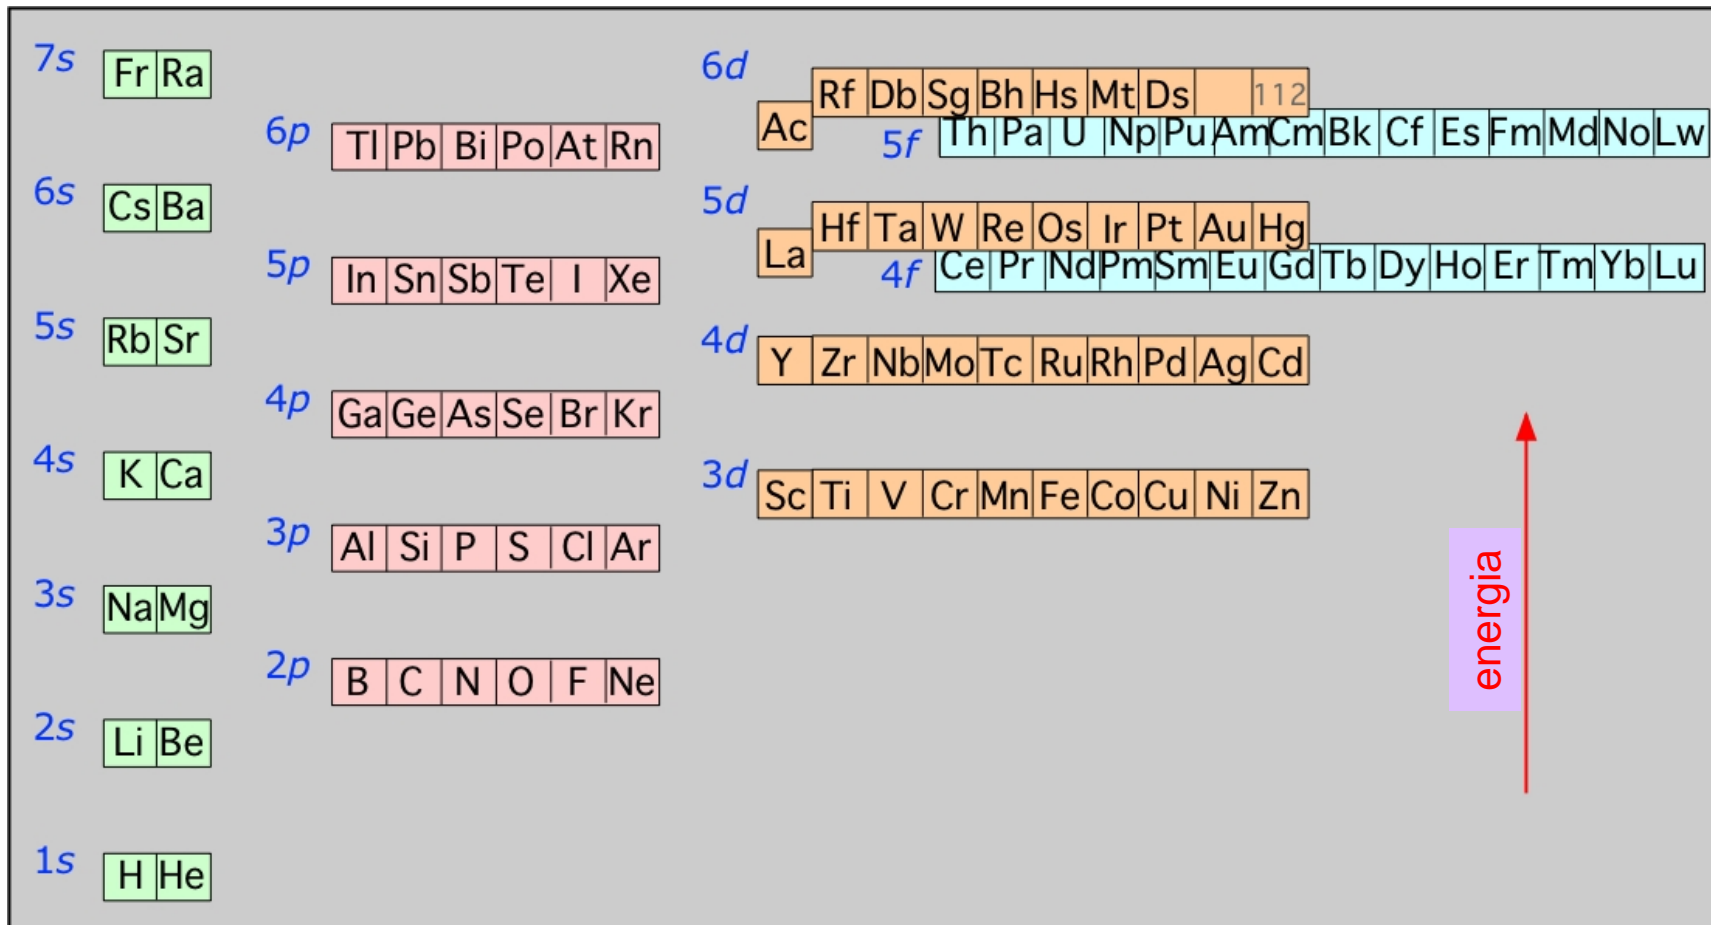 7s Fr Ra
6d Rf Db Sg Bh Hs Mt Ds 112
Ac
6p Tl Pb Bi Po At Rn
5f Th Pa U Np Pu Am Cm Bk Cf Es Fm Md No Lw
6s Cs Ba
5d Hf Ta W Re Os Ir Pt Au Hg
La
5p In Sn Sb Te I Xe
4f Ce Pr Nd Pm Sm Eu Gd Tb Dy Ho Er Tm Yb Lu
5s Rb Sr
4d Y Zr Nb Mo Tc Ru Rh Pd Ag Cd
4p Ga Ge As Se Br Kr
4s K Ca
3d Sc Ti V Cr Mn Fe Co Cu Ni Zn
3p Al Si P S Cl Ar
3s Na Mg
energia
2p B C N O F Ne
2s Li Be
1s H He